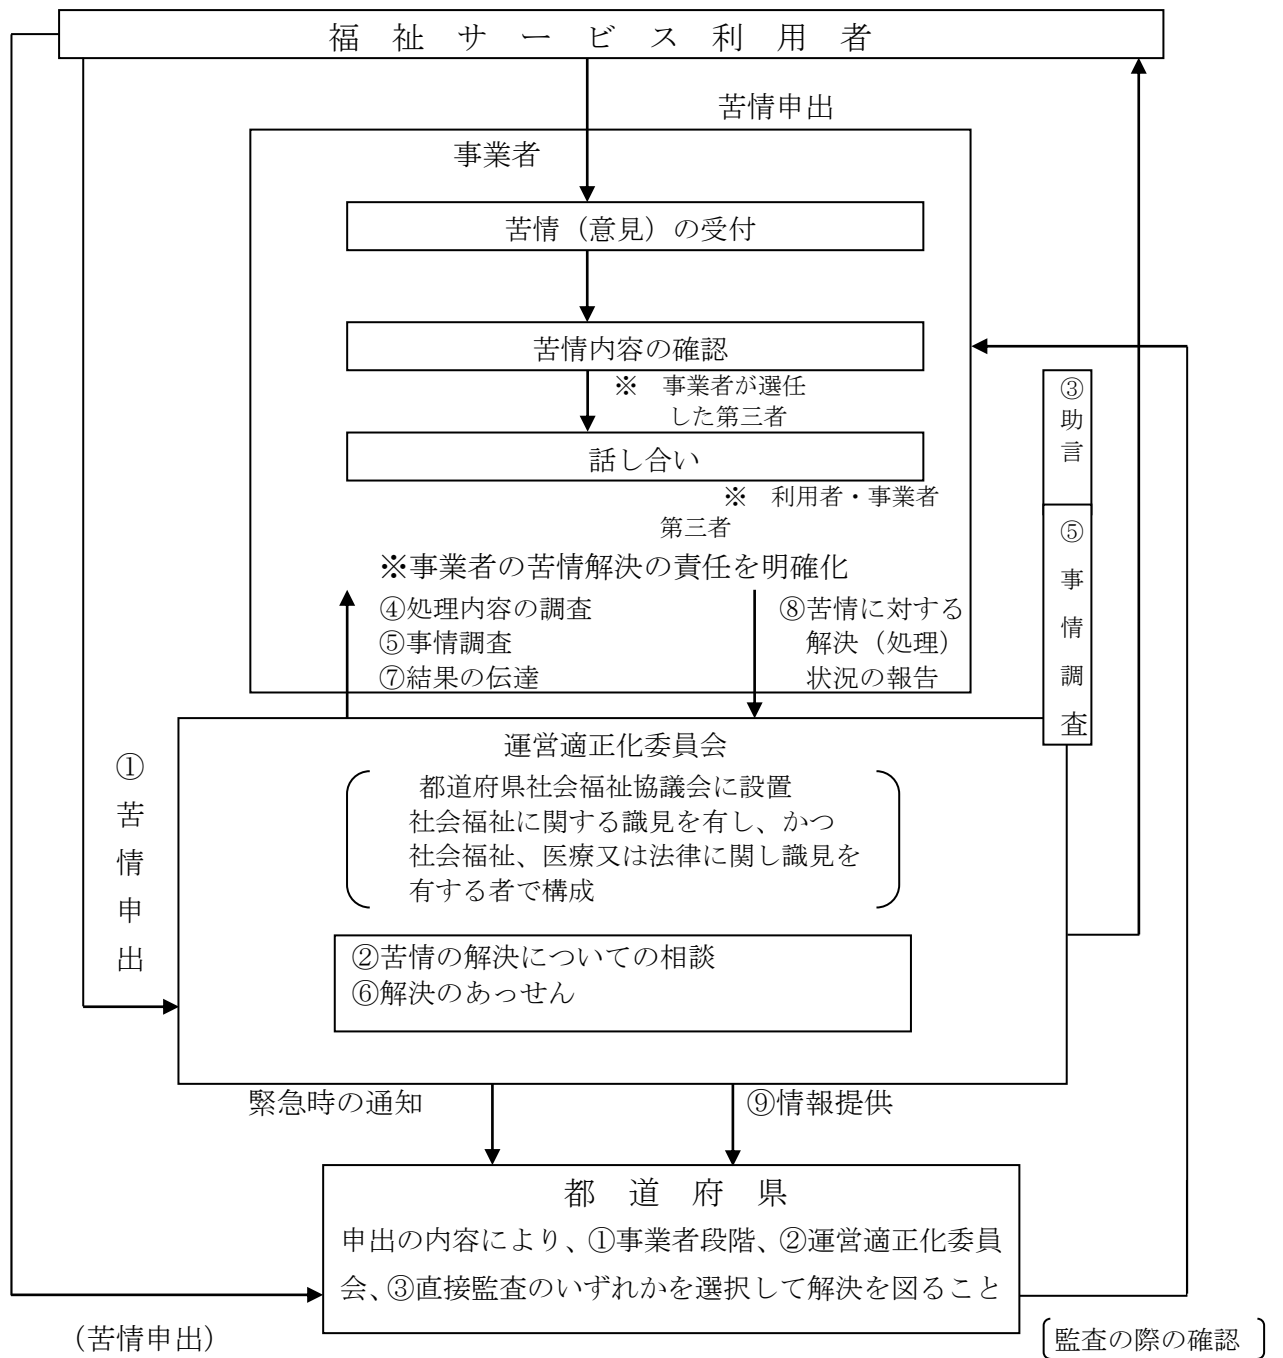 福祉サービス利用者
苦情申出
事業者
苦情（意見）の受付
苦情内容の確認
※　事業者が選任
した第三者
話し合い
※　利用者・事業者
第三者
※事業者の苦情解決の責任を明確化
④処理内容の調査
⑤事情調査
⑦結果の伝達
⑧苦情に対する
解決（処理）
状況の報告
③助言
⑤事情調査
①苦情申出
運営適正化委員会
都道府県社会福祉協議会に設置
社会福祉に関する識見を有し、かつ
社会福祉、医療又は法律に関し識見を
有する者で構成
②苦情の解決についての相談
⑥解決のあっせん
緊急時の通知
⑨情報提供
都道府県
申出の内容により、①事業者段階、②運営適正化委員
会、③直接監査のいずれかを選択して解決を図ること
（苦情申出）
監査の際の確認